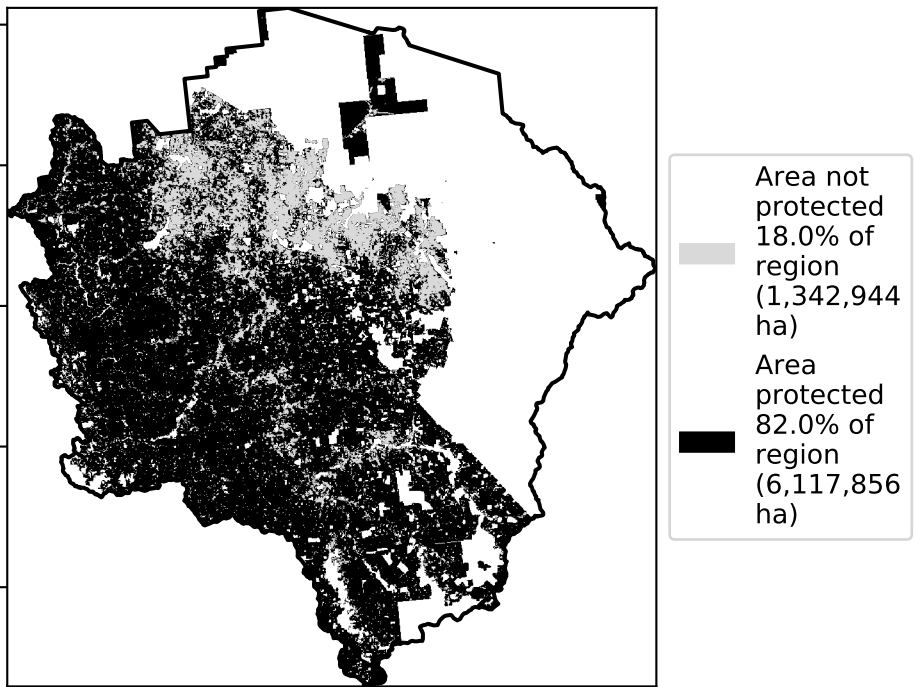 Area not
protected
18.0% of
region
(1,342,944
ha)
Area
protected
82.0% of
region
(6,117,856
ha)